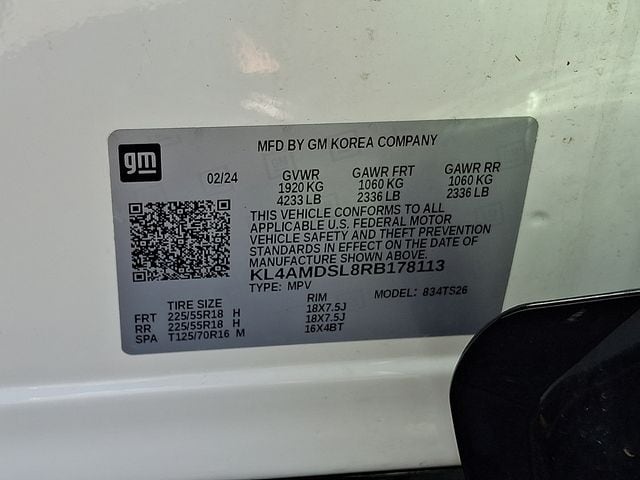 MFD BY GM KOREA COMPANY
gm
02/24 GVWR GAWR FRT GAWR RR
1920 KG 1060 KG 1060 KG
4233 LB 2336 LB 2336 LB
THIS VEHICLE CONFORMS TO ALL
APPLICABLE U.S. FEDERAL MOTOR
VEHICLE SAFETY AND THEFT PREVENTION
STANDARDS IN EFFECT ON THE DATE OF
MANUFACTURE SHOWN ABOVE.
KL4AMDSL8RB178113
TYPE: MPV MODEL: 834TS26
TIRE SIZE RIM
FRT 225/55R18 H 18X7.5J
RR 225/55R18 H 18X7.5J
SPA T125/70R16 M 16X4BT